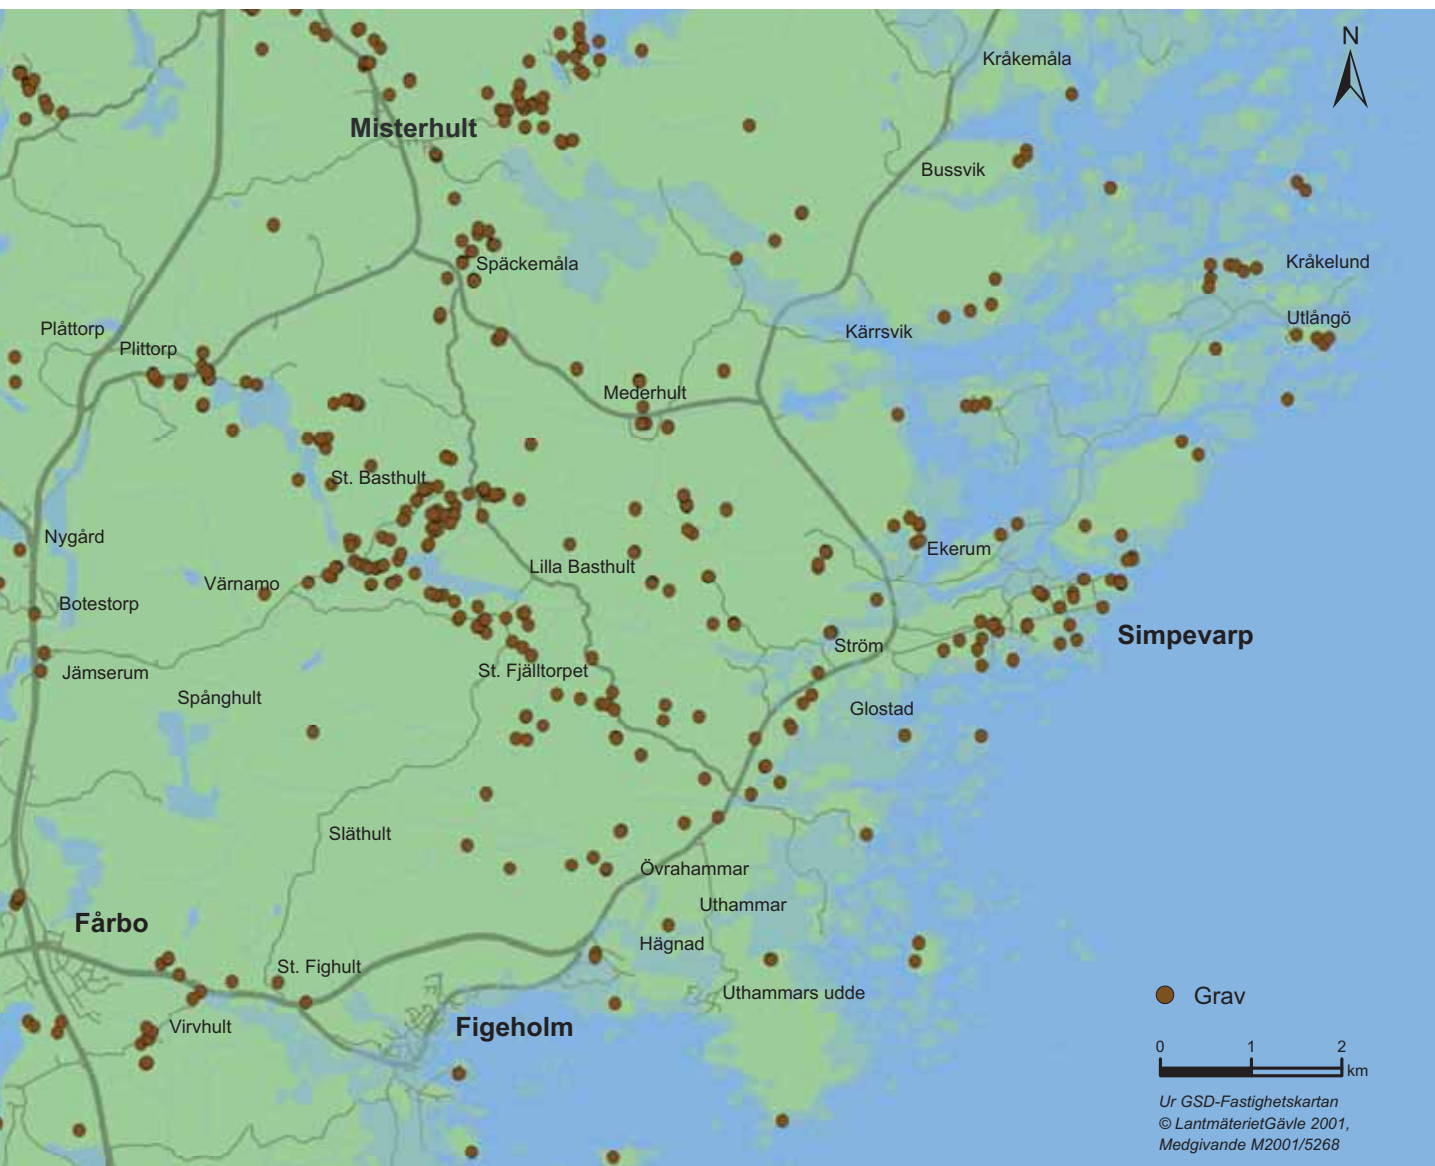 N
Kråkemåla
Misterhult
Bussvik
Späckemåla
Kråkelund
Utlångö
Plåttorp
Kärrsvik
Plittorp
Mederhult
St. Basthult
Nygård
Ekerum
Lilla Basthult
Värnamo
Botestorp
Simpevarp
Ström
St. Fjälltorpet
Jämserum
Spånghult
Glostad
Släthult
Övrahammar
Uthammar
Fårbo
Hägnad
St. Fighult
Uthammars udde
Grav
Virvhult
Figeholm
0 1 2
km
Ur GSD-Fastighetskartan
© LantmäterietGävle 2001,
Medgivande M2001/5268